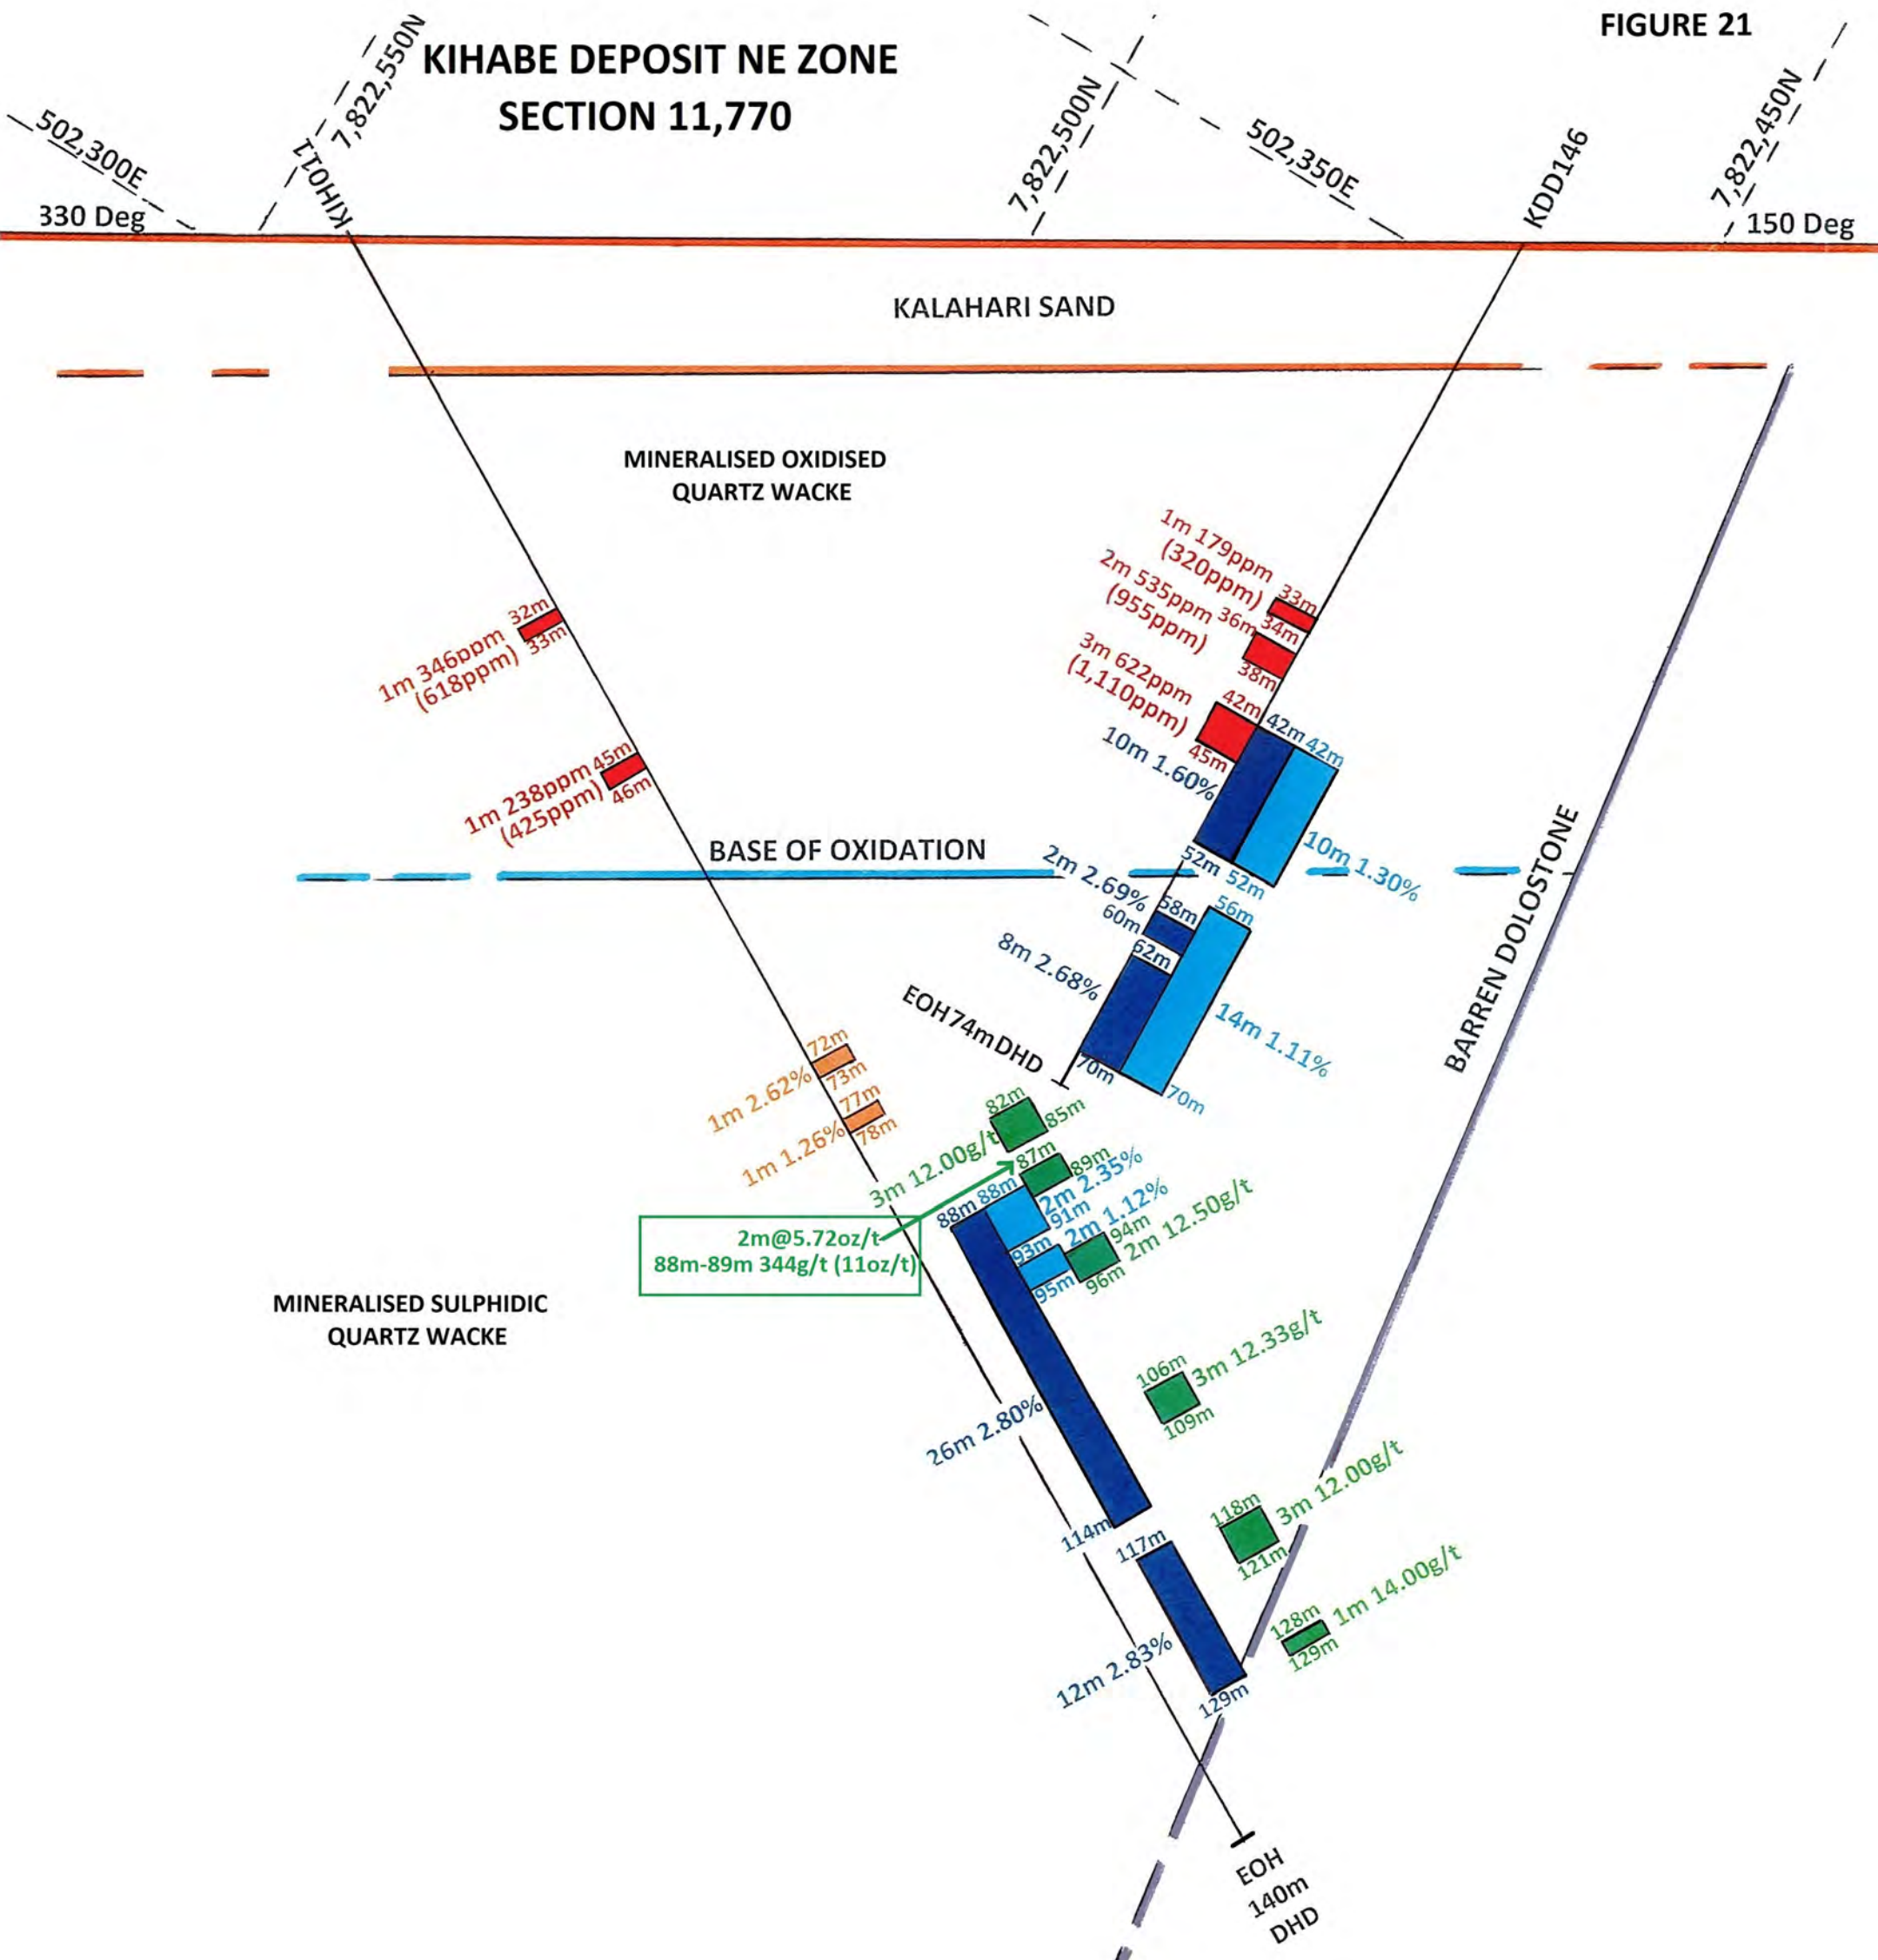 FIGURE 21
KIHABE DEPOSIT NE ZONE
SECTION 11,770
502,300E
7,822,550N
KIH011
7,822,500N
502,350E
KDD146
7,822,450N
330 Deg
150 Deg
KALAHARI SAND
MINERALISED OXIDISED
QUARTZ WACKE
1m 179ppm
(320ppm)
33m
34m
2m 535ppm
(955ppm)
36m
38m
3m 622ppm
(1,110ppm)
42m
45m
32m
33m
1m 346ppm
(618ppm)
45m
46m
1m 238ppm
(425ppm)
42m
42m
10m 1.60%
10m 1.30%
52m
52m
BASE OF OXIDATION
2m 2.69%
58m
60m
56m
62m
8m 2.68%
14m 1.11%
70m
70m
EOH74mDHD
BARREN DOLOSTONE
72m
73m
1m 2.62%
77m
78m
1m 1.26%
82m
85m
3m 12.00g/t
87m
89m
2m@5.72oz/t
88m-89m 344g/t (11oz/t)
88m
88m
2m 2.35%
91m
2m 1.12%
93m
95m
94m
96m
2m 12.50g/t
MINERALISED SULPHIDIC
QUARTZ WACKE
26m 2.80%
106m
109m
3m 12.33g/t
114m
117m
118m
121m
3m 12.00g/t
12m 2.83%
128m
129m
1m 14.00g/t
129m
EOH
140m
DHD